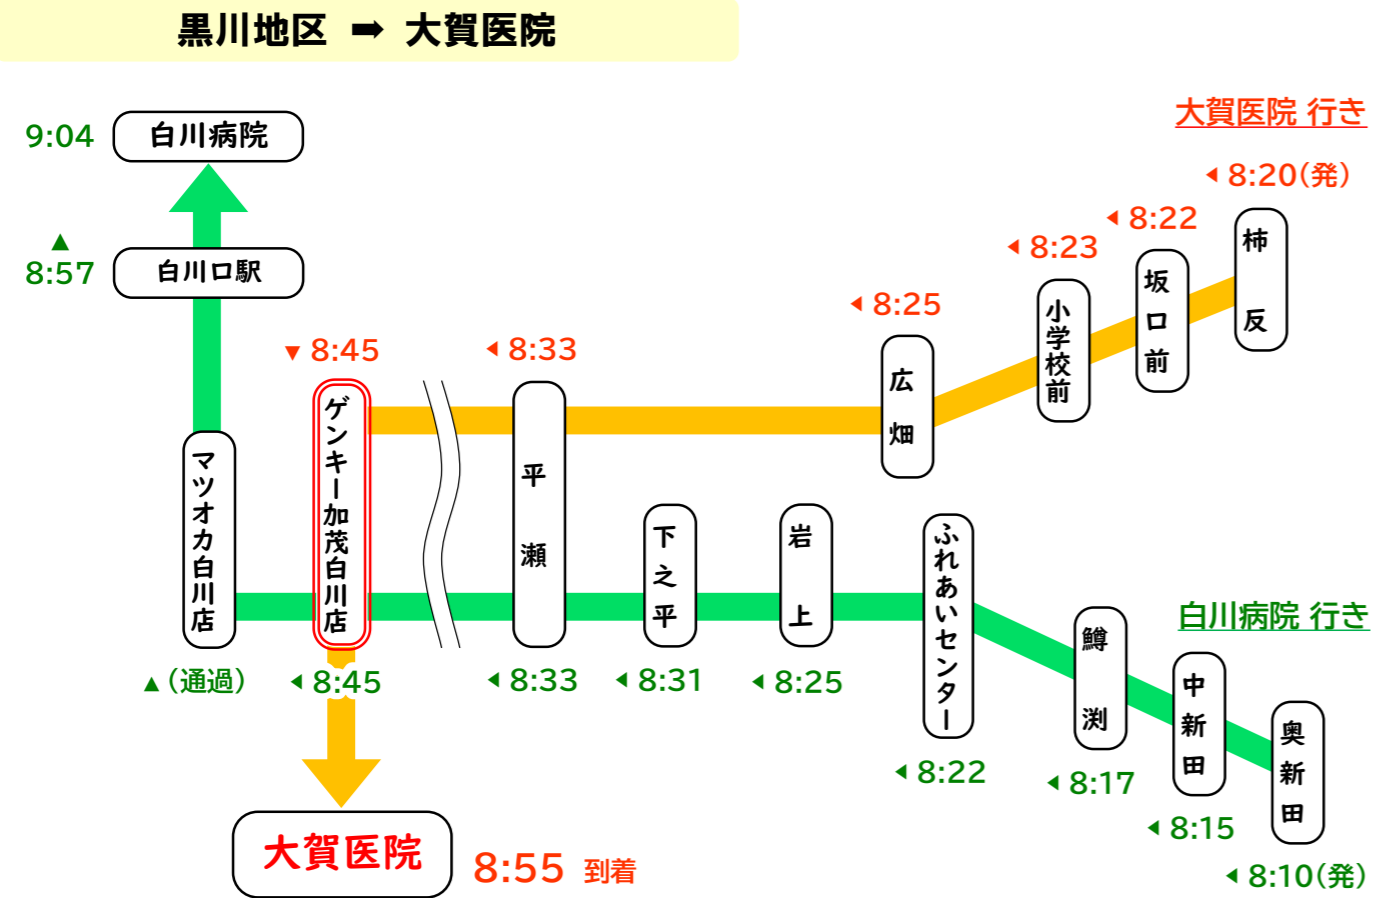 黒川地区 ➡ 大賀医院
大賀医院 行き
◀ 8:20(発)
柿反
◀ 8:22
坂口前
◀ 8:23
小学校前
◀ 8:25
広畑
◀ 8:33
平瀬
▼ 8:45
ゲンキー加茂白川店
9:04
白川病院
▲
8:57
白川口駅
マツオカ白川店
▲(通過)
◀ 8:45
◀ 8:33
下之平
◀ 8:31
岩上
◀ 8:25
ふれあいセンター
◀ 8:22
白川病院 行き
鱒渕
◀ 8:17
中新田
◀ 8:15
奥新田
◀ 8:10(発)
大賀医院
8:55 到着